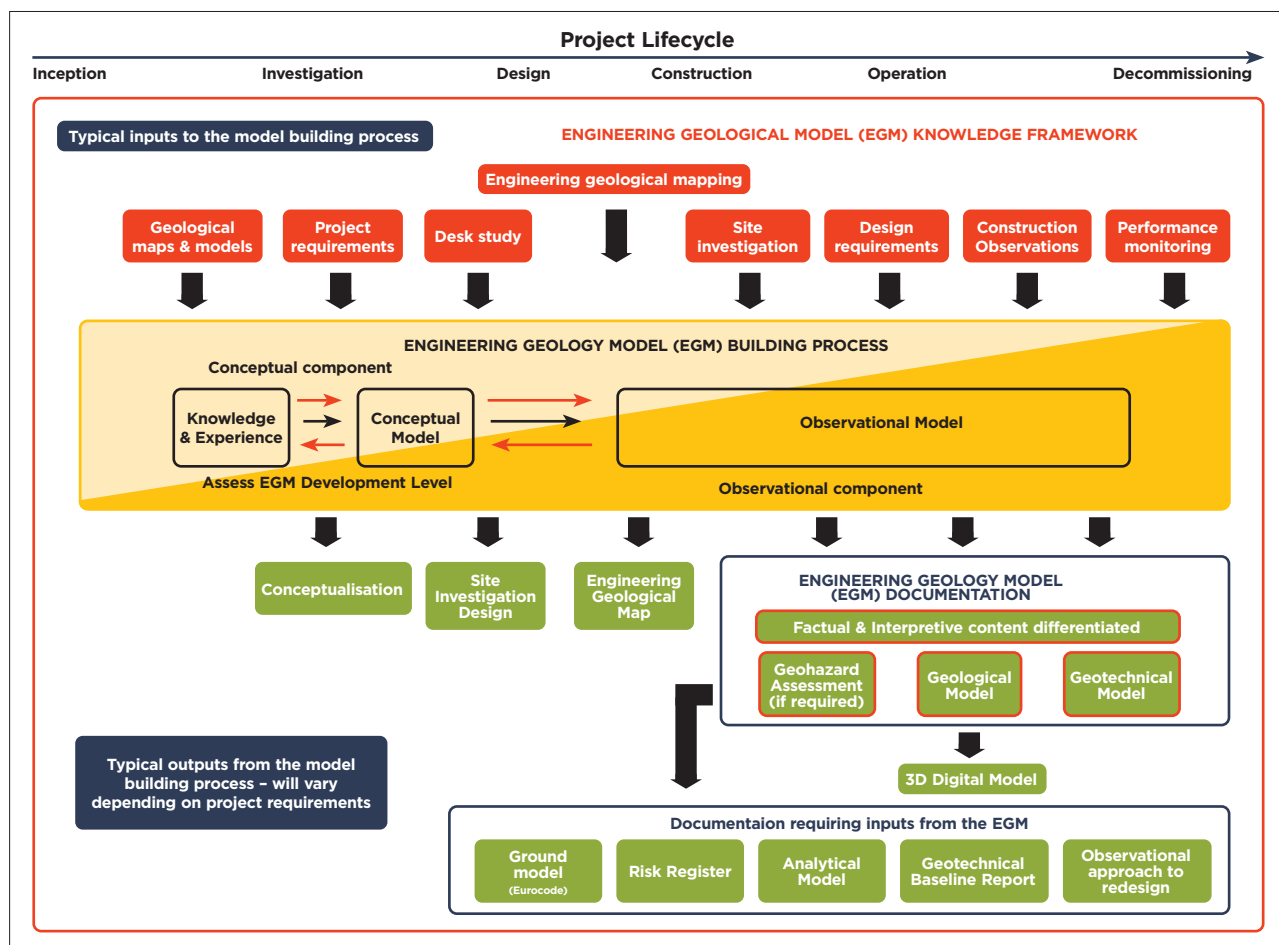 Project Lifecycle
Inception
Investigation
Design
Construction
Operation
Decommissioning
Typical inputs to the model building process
ENGINEERING GEOLOGICAL MODEL (EGM) KNOWLEDGE FRAMEWORK
Engineering geological mapping
Geological
maps & models
Project
requirements
Desk study
Site
investigation
Design
requirements
Construction
Observations
Performance
monitoring
ENGINEERING GEOLOGY MODEL (EGM) BUILDING PROCESS
Conceptual component
Knowledge
& Experience
Conceptual
Model
Observational Model
Assess EGM Development Level
Observational component
Conceptualisation
Site
Investigation
Design
Engineering
Geological
Map
ENGINEERING GEOLOGY MODEL
(EGM) DOCUMENTATION
Factual & Interpretive content differentiated
Geohazard
Assessment
(if required)
Geological
Model
Geotechnical
Model
3D Digital Model
Typical outputs from the model
building process – will vary
depending on project requirements
Documentaion requiring inputs from the EGM
Ground
model
(Eurocode)
Risk Register
Analytical
Model
Geotechnical
Baseline Report
Observational
approach to
redesign